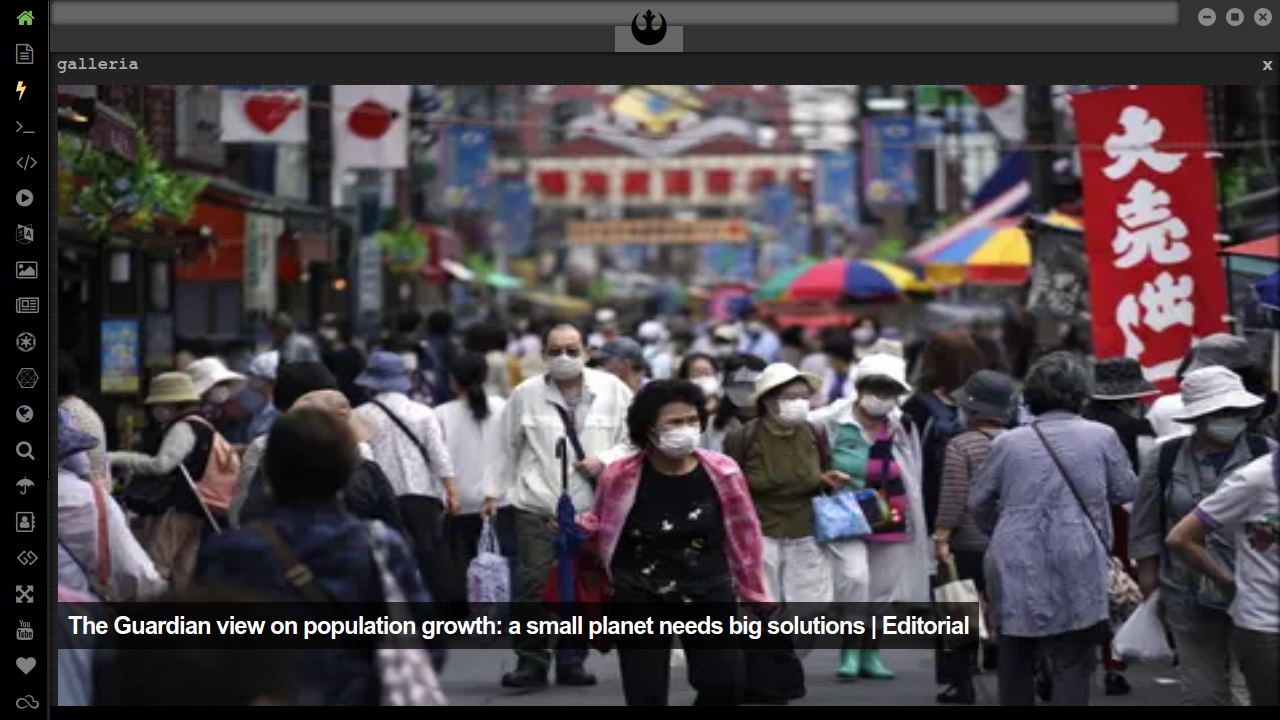 galleria
x
大
売
出
The Guardian view on population growth: a small planet needs big solutions | Editorial